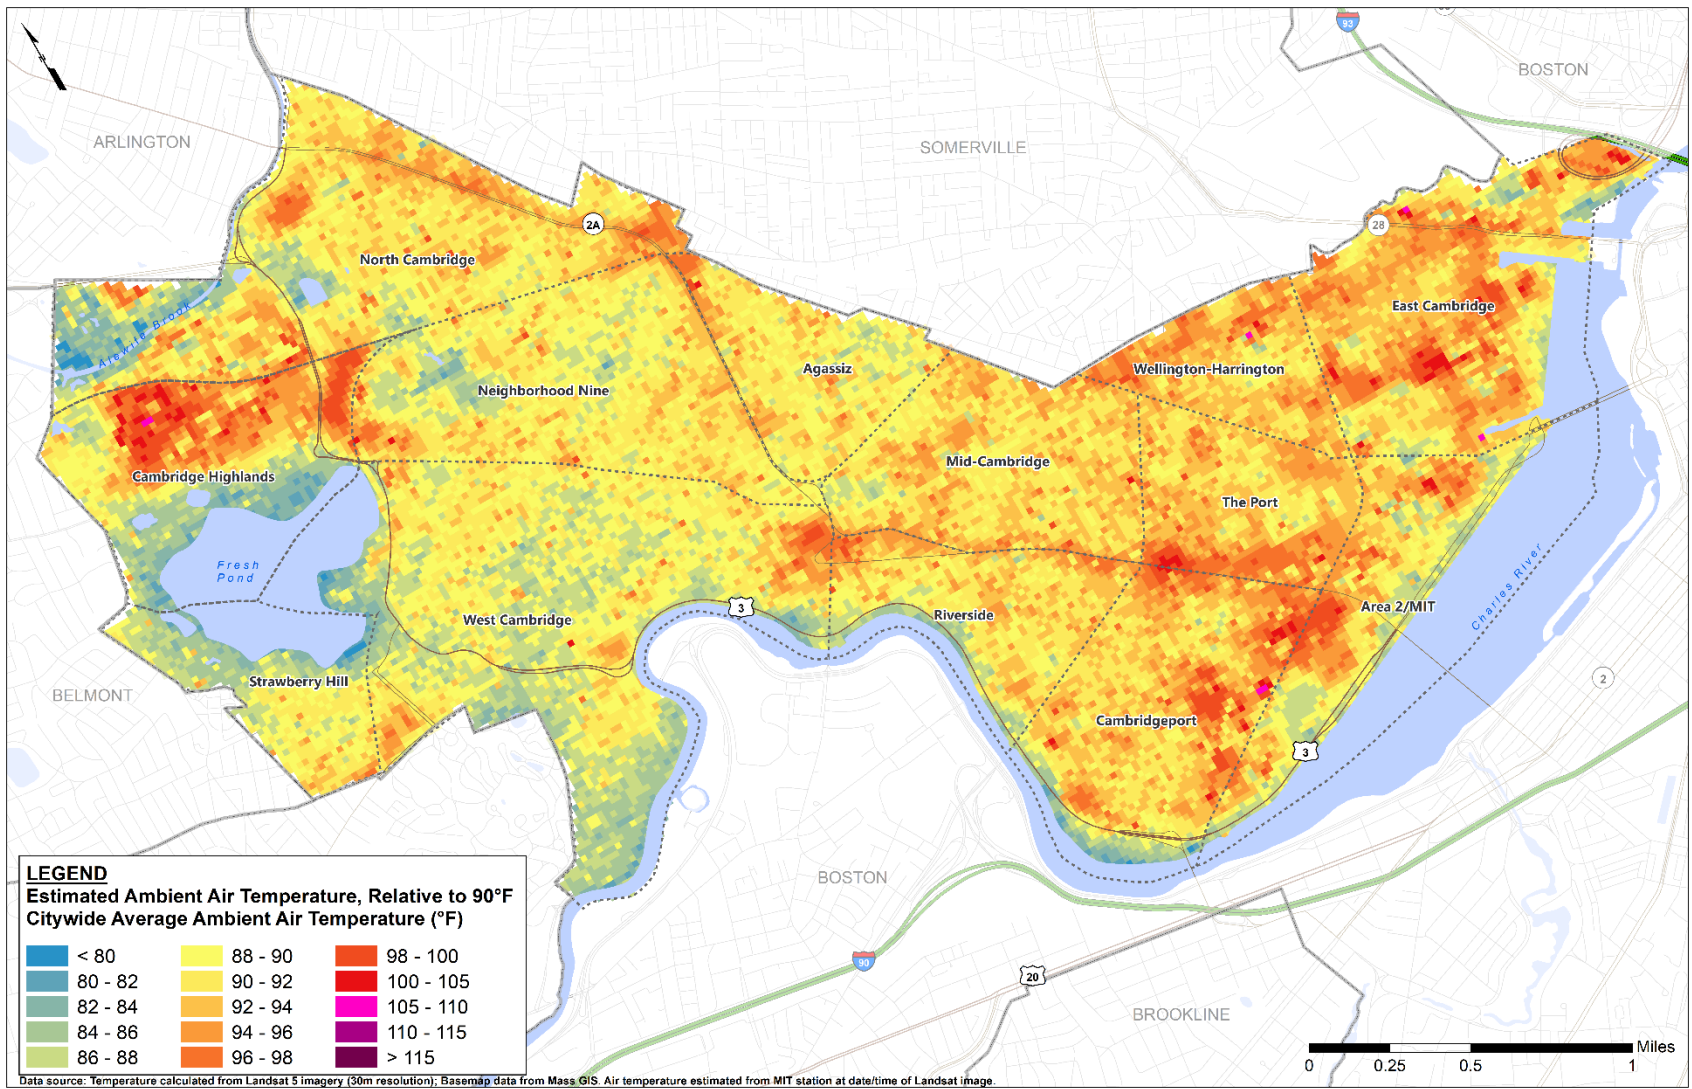 93
BOSTON
ARLINGTON
SOMERVILLE
2A
28
North Cambridge
East Cambridge
Alewife Brook
Agassiz
Wellington-Harrington
Neighborhood Nine
Mid-Cambridge
Cambridge Highlands
The Port
Fresh
Pond
Charles River
3
Area 2/MIT
Riverside
West Cambridge
Strawberry Hill
BELMONT
2
Cambridgeport
3
BOSTON
90
20
BROOKLINE
LEGEND
Estimated Ambient Air Temperature, Relative to 90°F
Citywide Average Ambient Air Temperature (°F)
< 80
88 - 90
98 - 100
80 - 82
90 - 92
100 - 105
82 - 84
92 - 94
105 - 110
84 - 86
94 - 96
110 - 115
86 - 88
96 - 98
> 115
Miles
0 0.25 0.5 1
Data source: Temperature calculated from Landsat 5 imagery (30m resolution); Basemap data from Mass GIS. Air temperature estimated from MIT station at date/time of Landsat image.